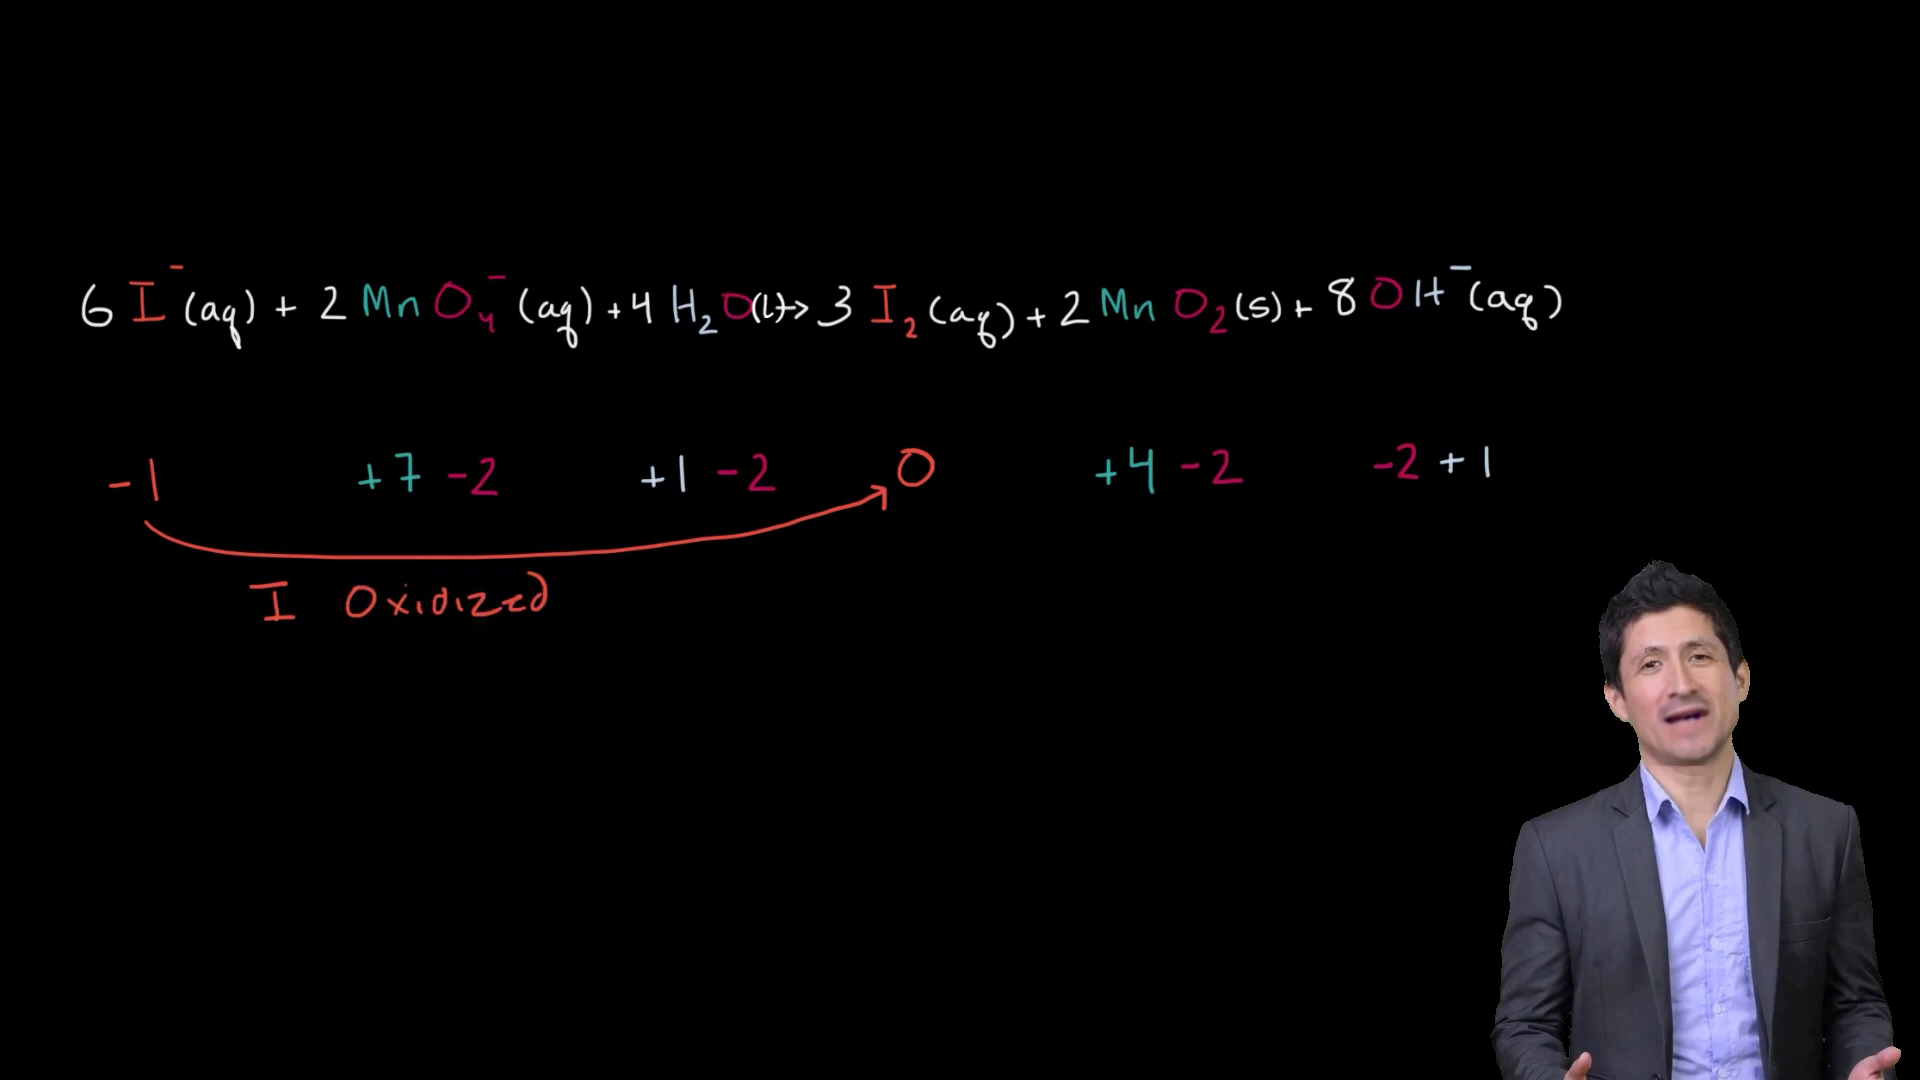 6 I⁻ (aq) + 2 MnO₄⁻ (aq) + 4 H₂O(l) → 3 I₂ (aq) + 2 MnO₂ (s) + 8 OH⁻ (aq)
-1 +7 -2 +1 -2 0 +4 -2 -2 +1
I Oxidized